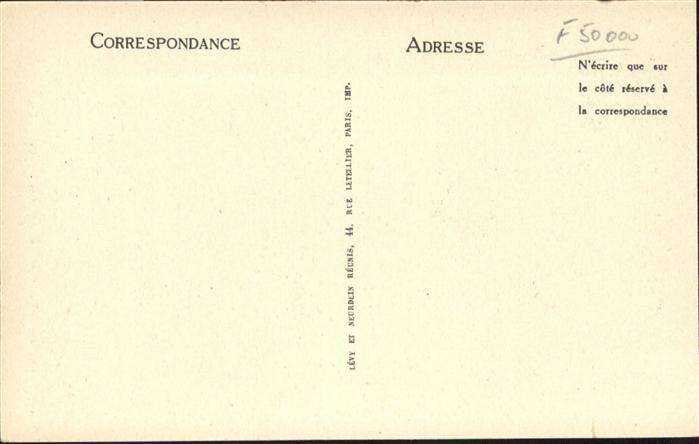 CORRESPONDANCE
ADRESSE
F 50000
N'écrire que sur
le côté réservé à
la correspondance
LÉVY ET NEURDEIN RÉUNIS, 44, RUE LETELLIER, PARIS, IMP.